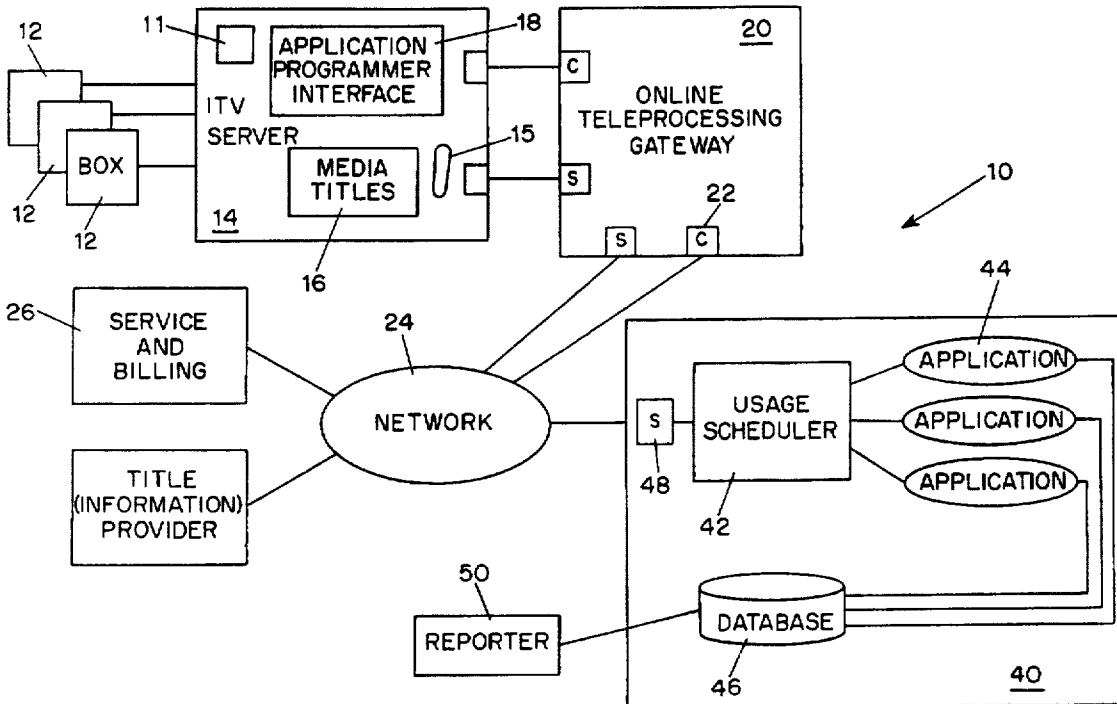 12
11
18
20
12
12
BOX
12
ITV
SERVER
14
APPLICATION
PROGRAMMER
INTERFACE
MEDIA
TITLES
15
16
C
S
ONLINE
TELEPROCESSING
GATEWAY
S
C
22
10
26
SERVICE
AND
BILLING
24
NETWORK
TITLE
(INFORMATION)
PROVIDER
44
APPLICATION
APPLICATION
APPLICATION
S
48
USAGE
SCHEDULER
42
50
REPORTER
DATABASE
46
40